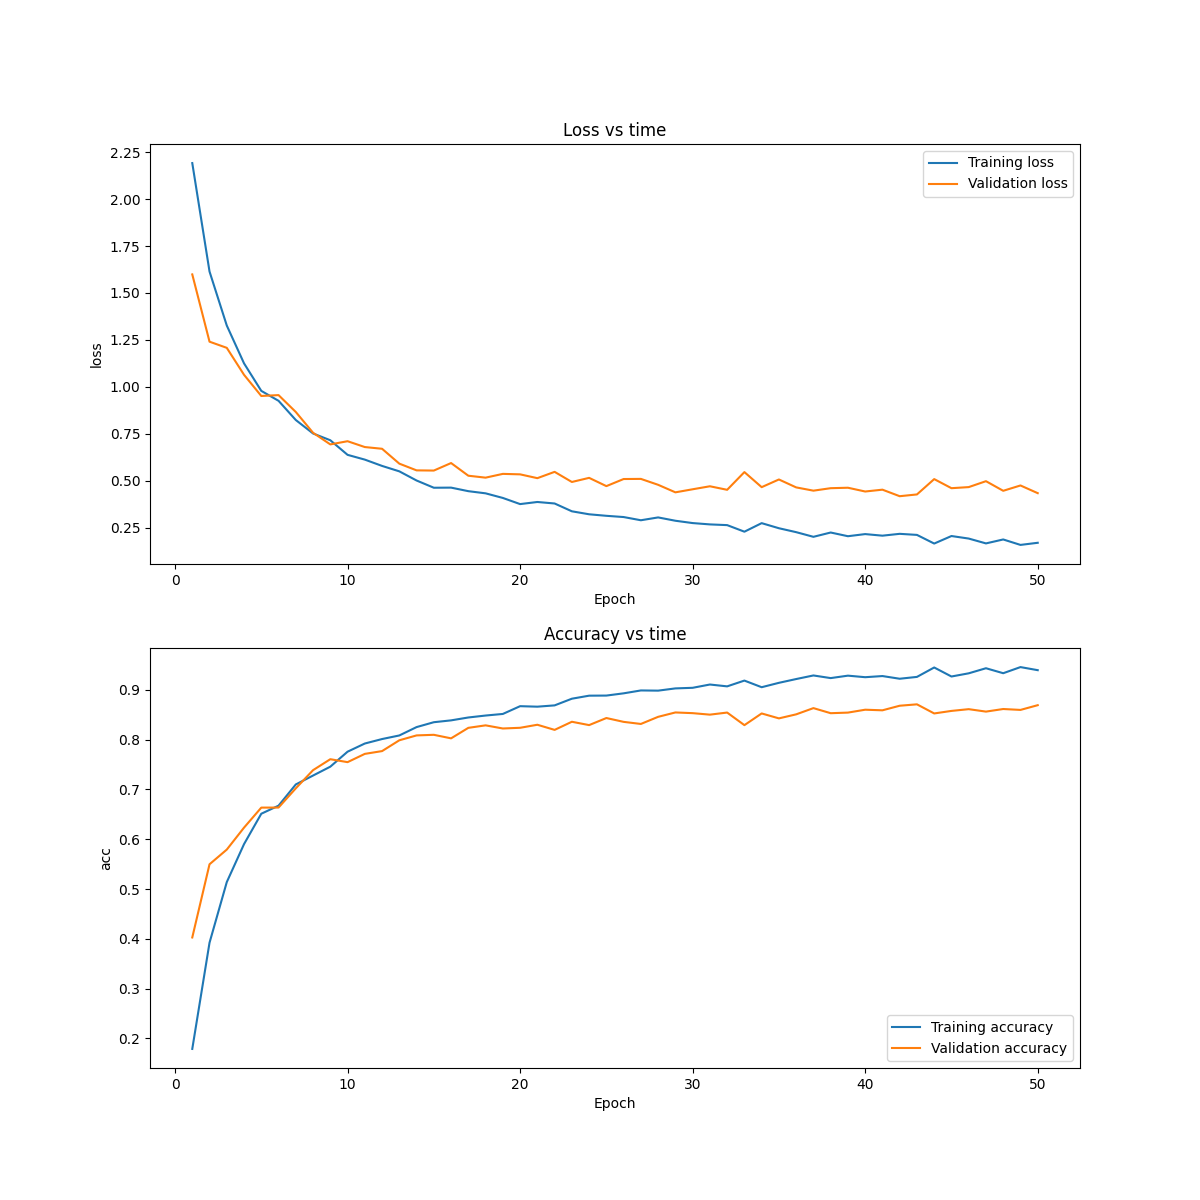 Loss vs time
2.25
2.00
1.75
1.50
1.25
1.00
0.75
0.50
0.25
loss
Training loss
Validation loss
0 10 20 30 40 50
Epoch
Accuracy vs time
0.9
0.8
0.7
0.6
0.5
0.4
0.3
0.2
acc
Training accuracy
Validation accuracy
0 10 20 30 40 50
Epoch